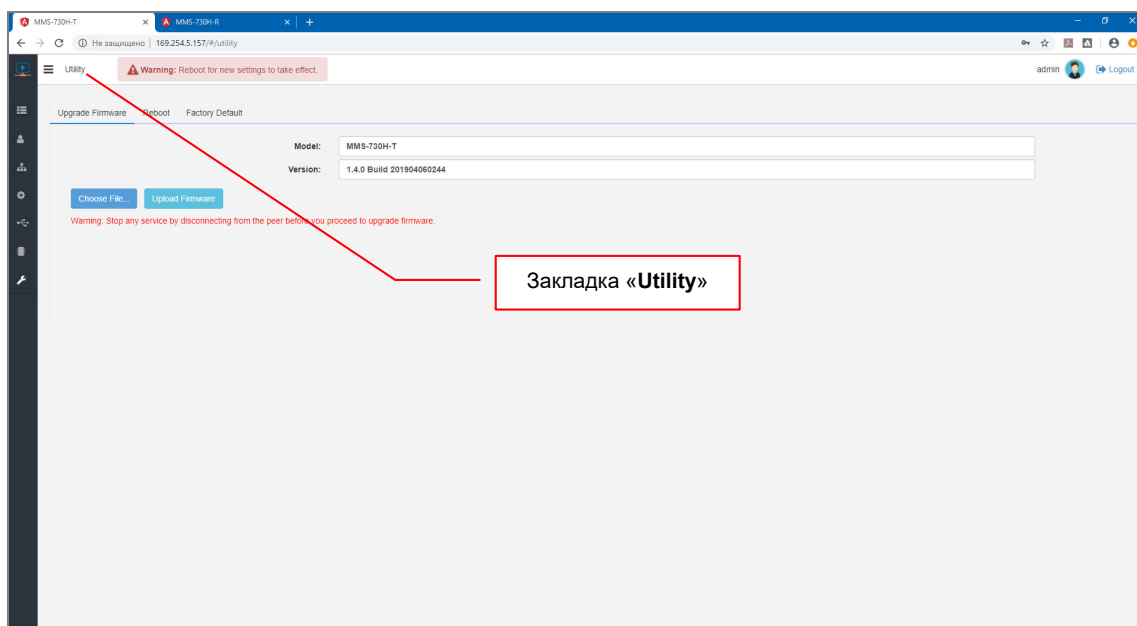 MMS-730H-T
MMS-730H-R
Не защищено | 169.254.5.157/#/utility
Utility
Warning: Reboot for new settings to take effect.
admin
Logout
Upgrade Firmware Reboot Factory Default
Model: MMS-730H-T
Version: 1.4.0 Build 201904060244
Choose File... Upload Firmware
Warning: Stop any service by disconnecting from the peer before you proceed to upgrade firmware.
Закладка «Utility»